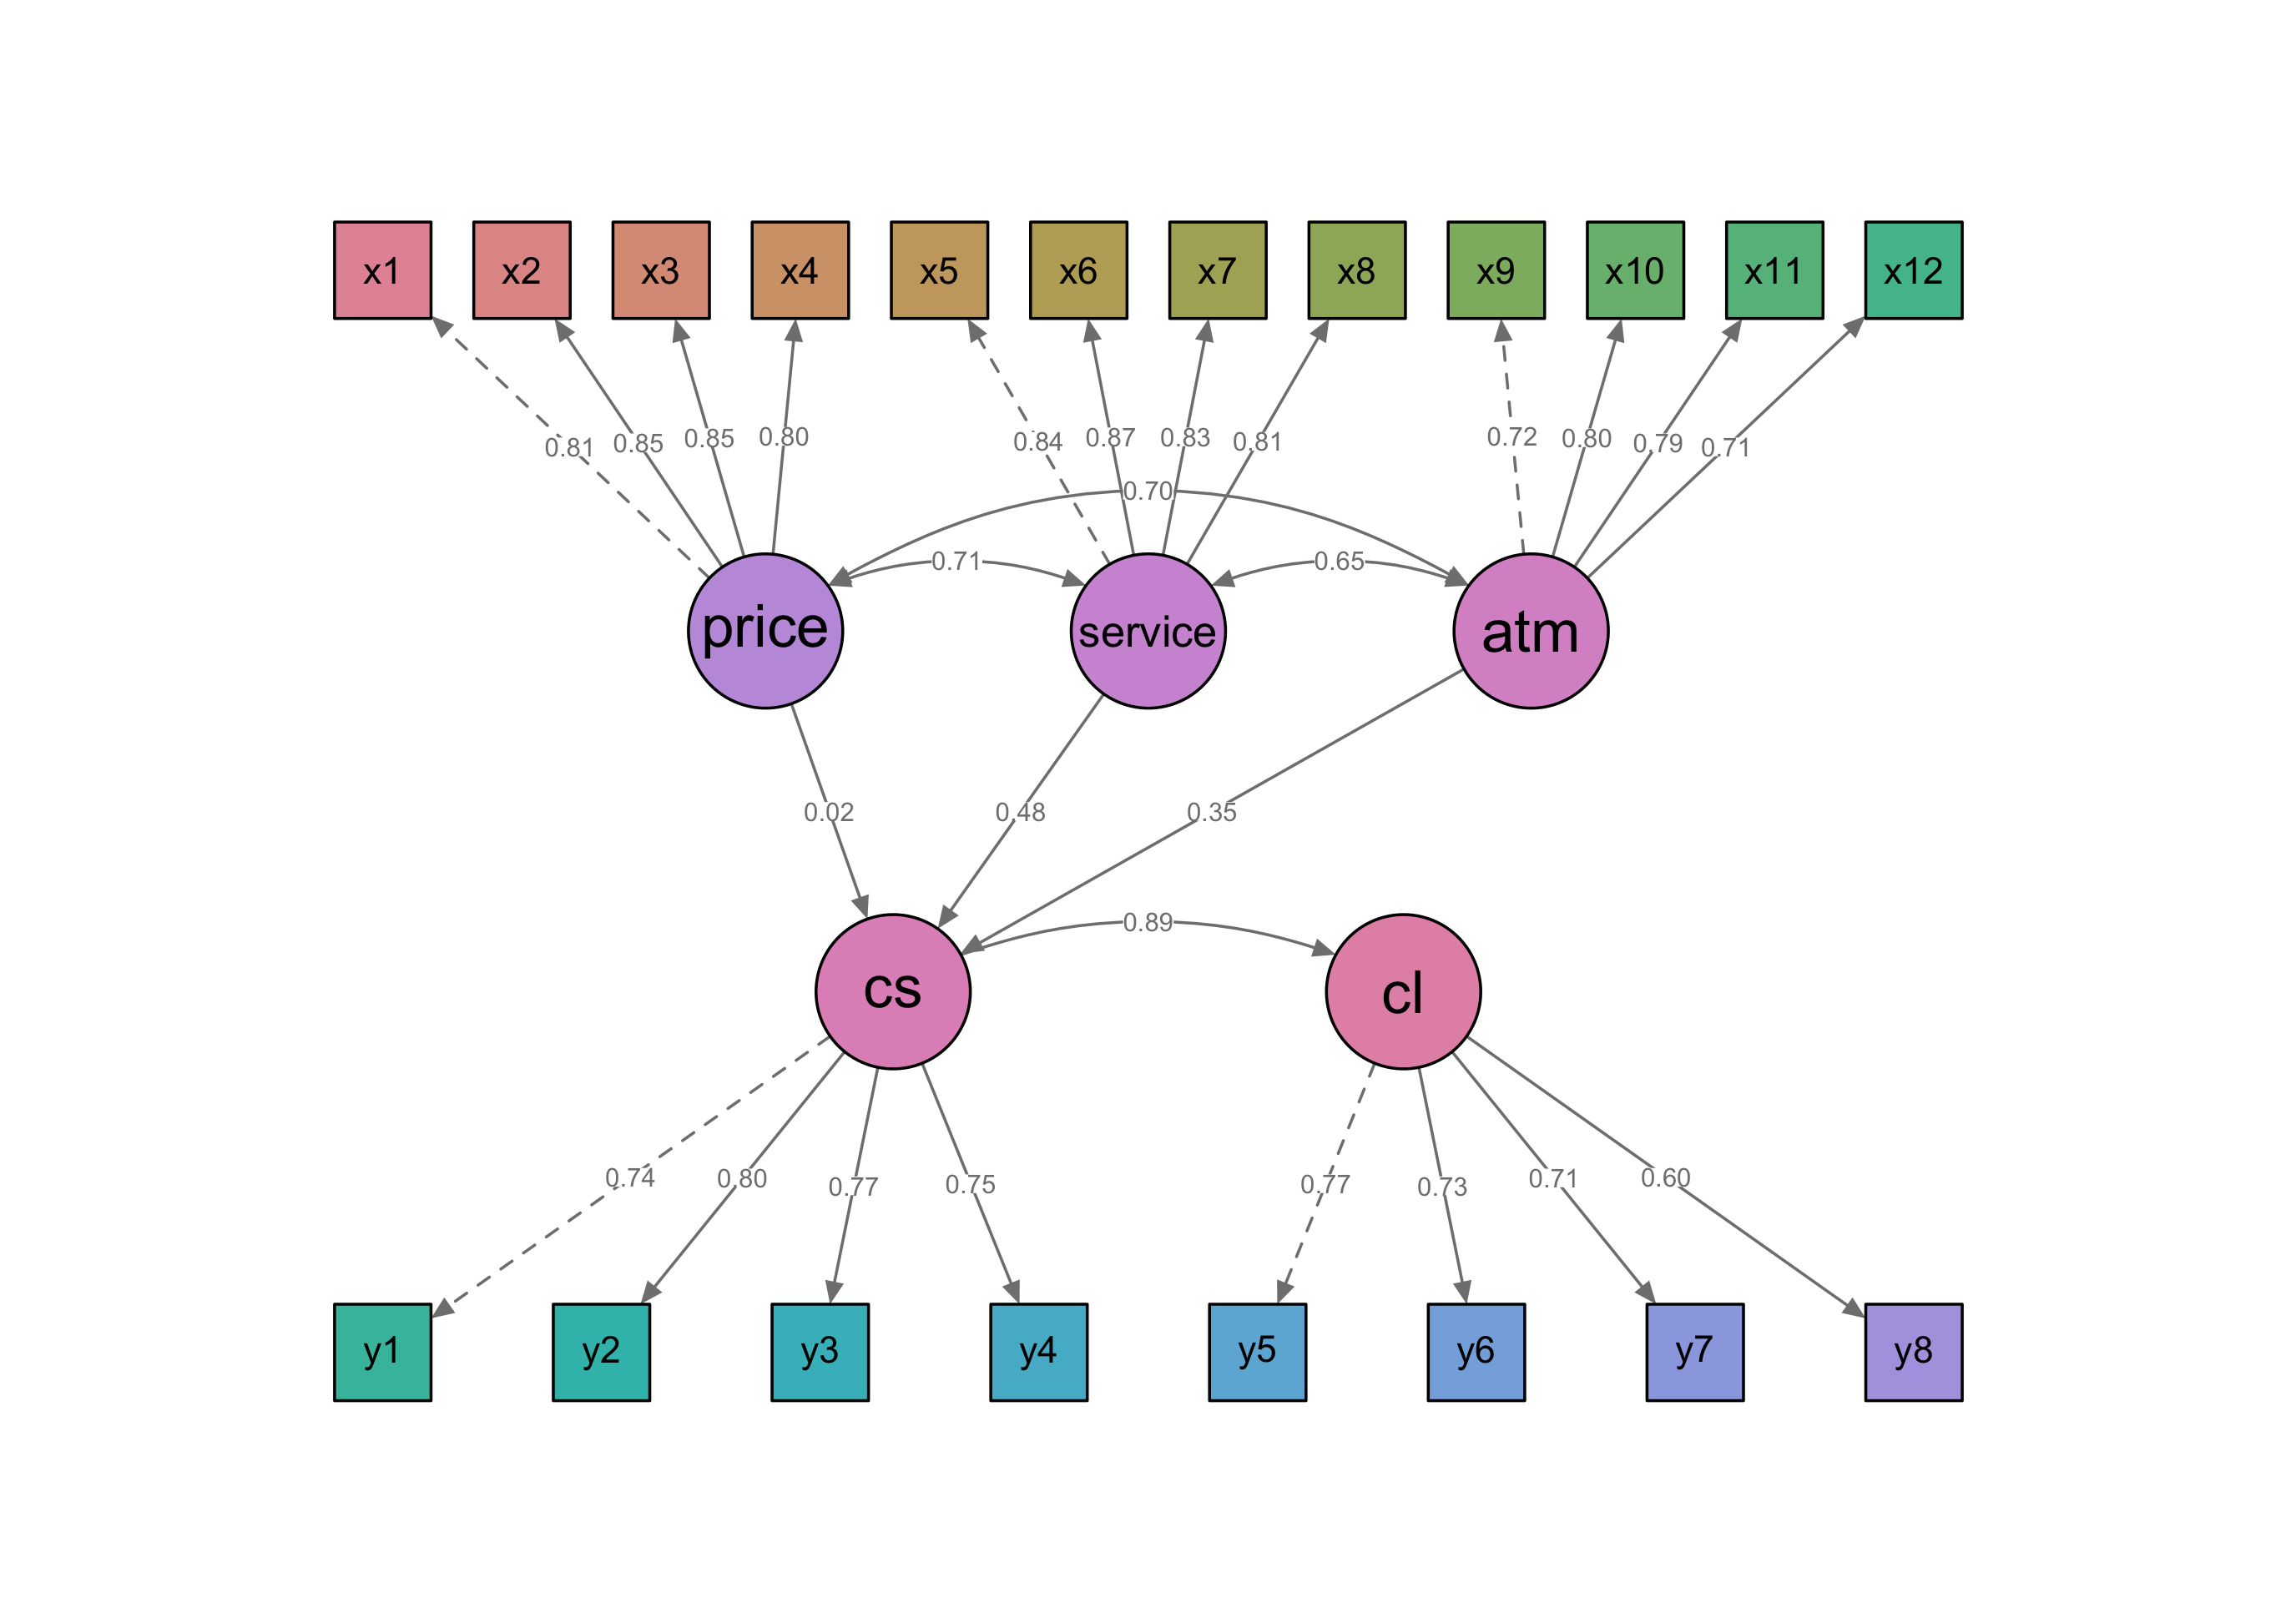 x1 x2 x3 x4 x5 x6 x7 x8 x9 x10 x11 x12
0.81 0.85 0.85 0.80 0.84 0.87 0.83 0.81 0.72 0.80 0.79 0.71
0.70
0.71 0.65
price service atm
0.02 0.48 0.35
0.89
cs cl
0.74 0.80 0.77 0.75 0.77 0.73 0.71 0.60
y1 y2 y3 y4 y5 y6 y7 y8